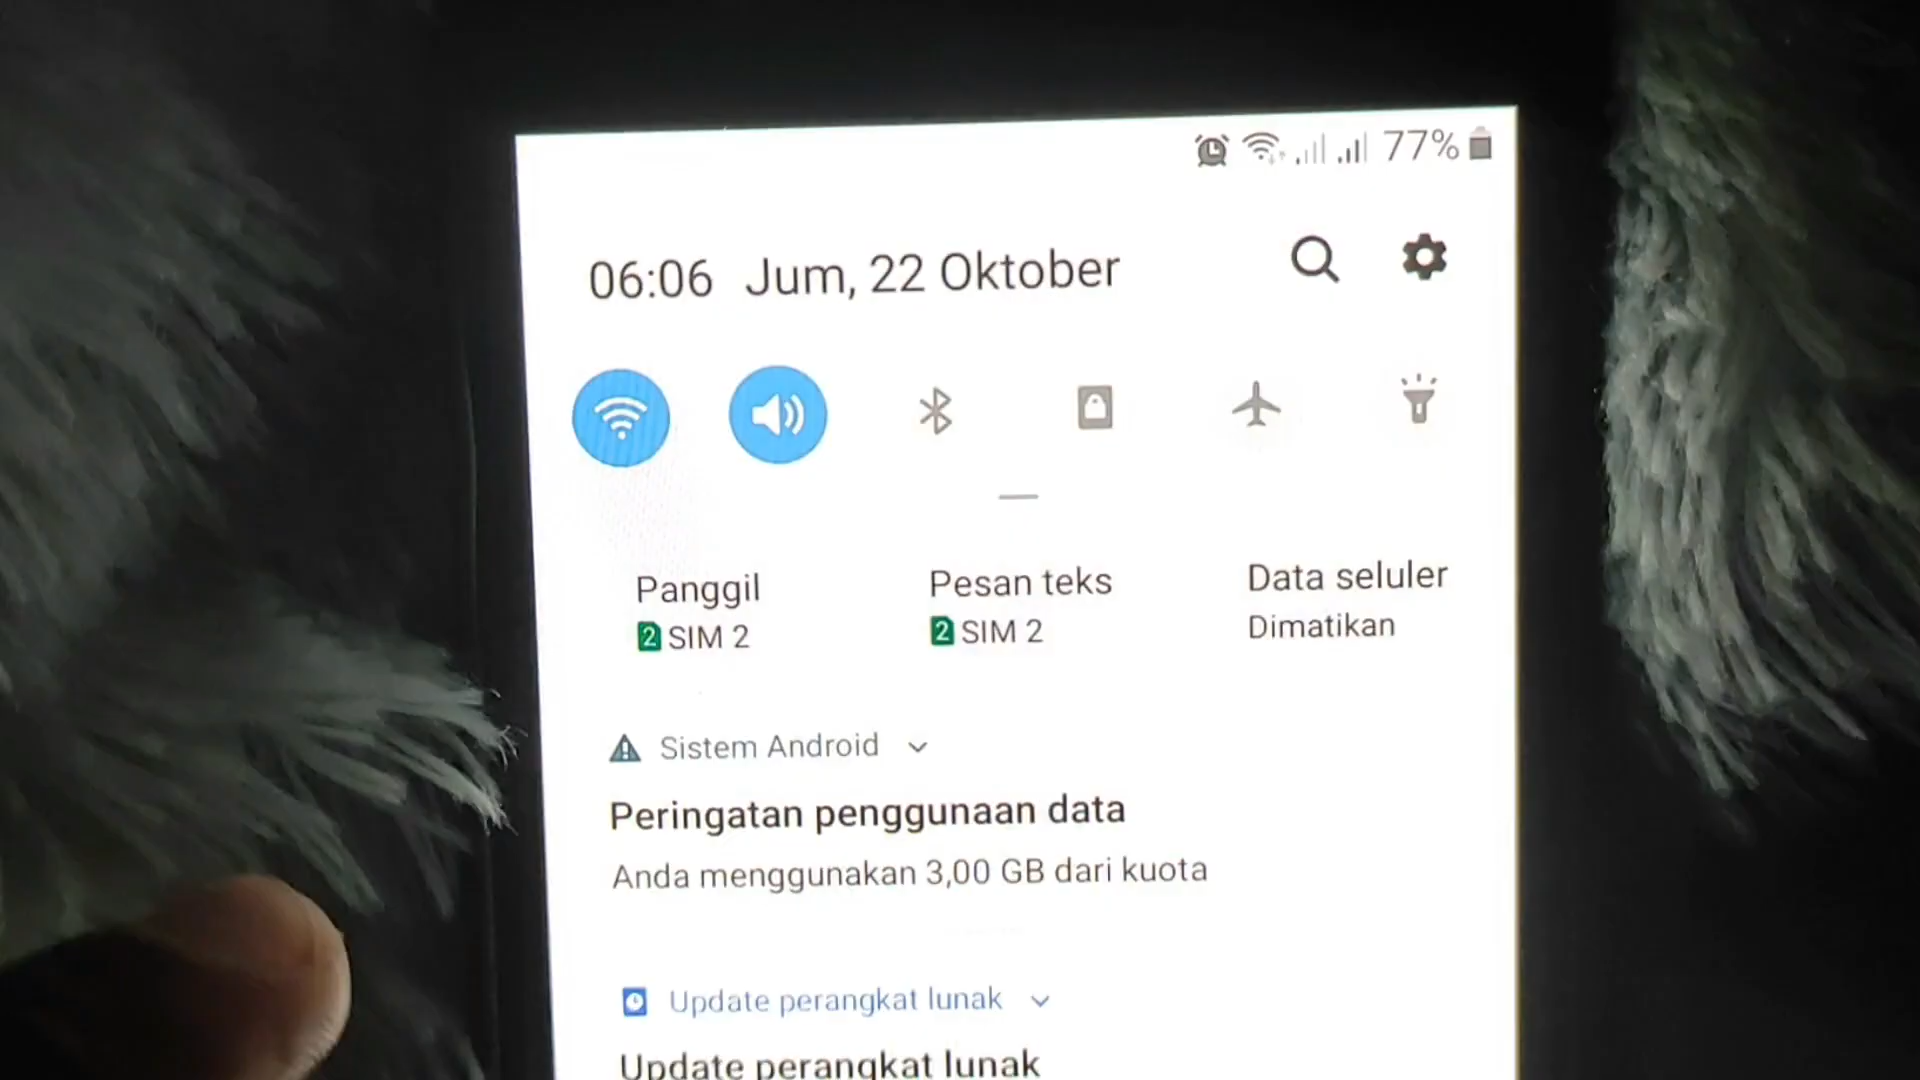 77%
06:06 Jum, 22 Oktober
Panggil Pesan teks Data seluler
2 SIM 2 2 SIM 2 Dimatikan
Sistem Android
Peringatan penggunaan data
Anda menggunakan 3,00 GB dari kuota
Update perangkat lunak
Update perangkat lunak